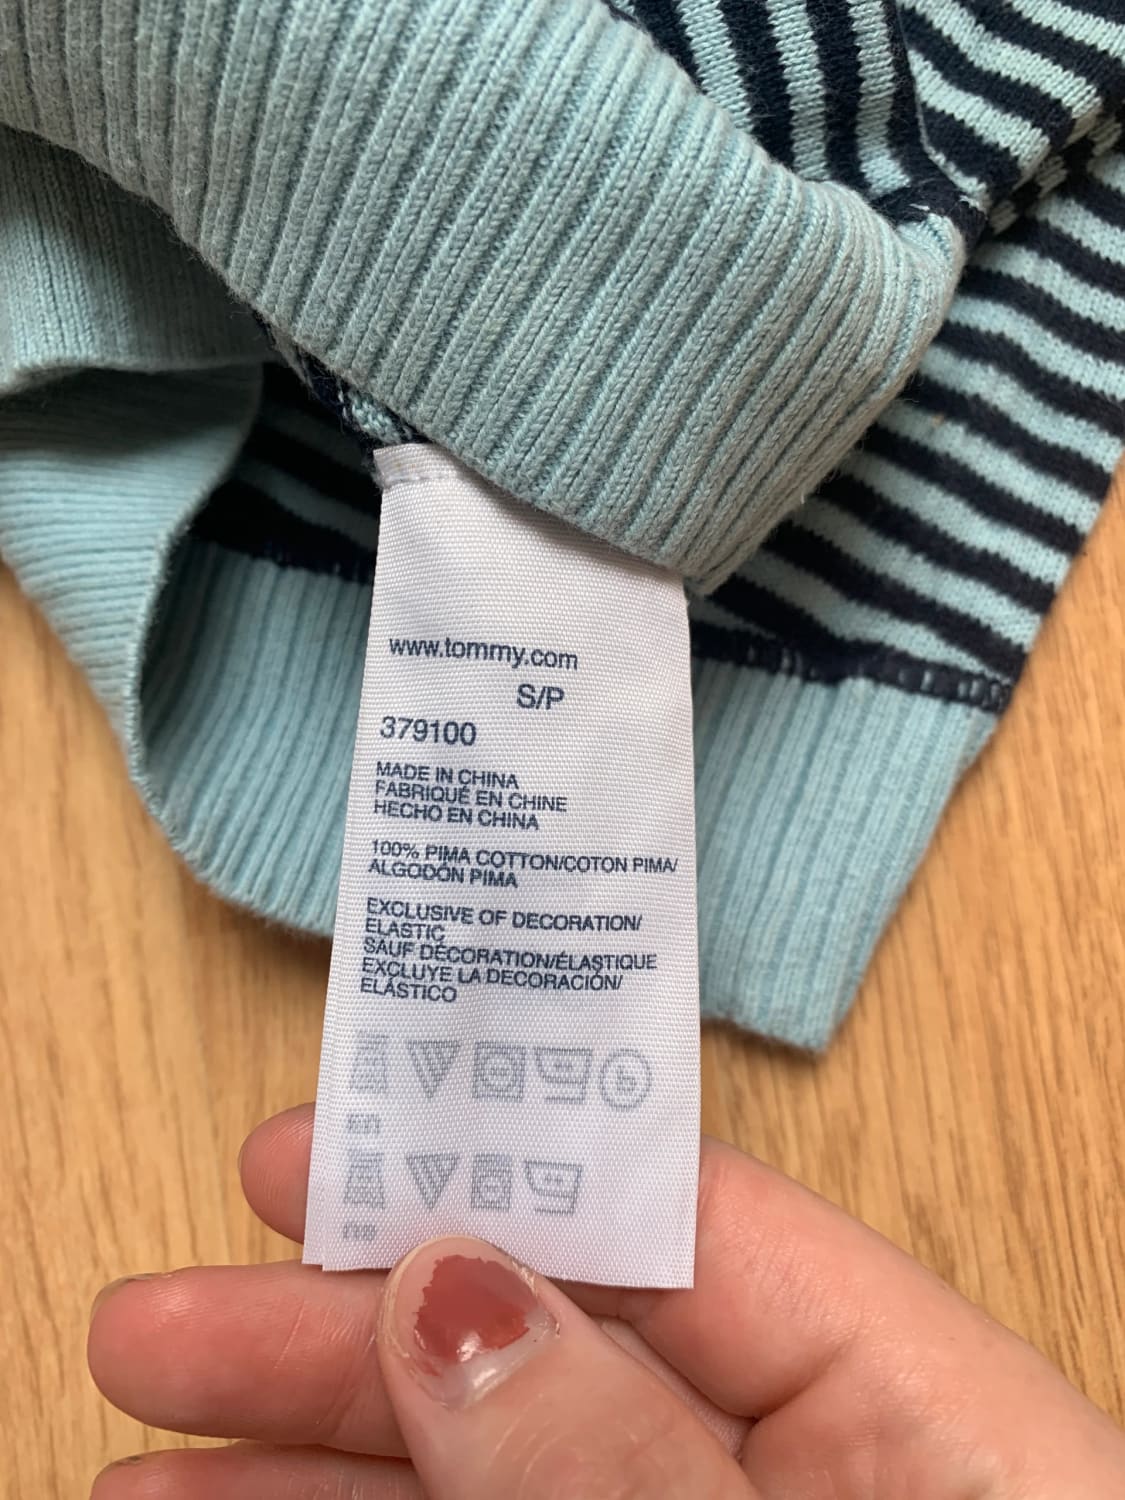 www.tommy.com
S/P
379100
MADE IN CHINA
FABRIQUÉ EN CHINE
HECHO EN CHINA
100% PIMA COTTON/COTON PIMA/
ALGODÓN PIMA
EXCLUSIVE OF DECORATION/
ELASTIC
SAUF DÉCORATION/ÉLASTIQUE
EXCLUYE LA DECORACIÓN/
ELÁSTICO